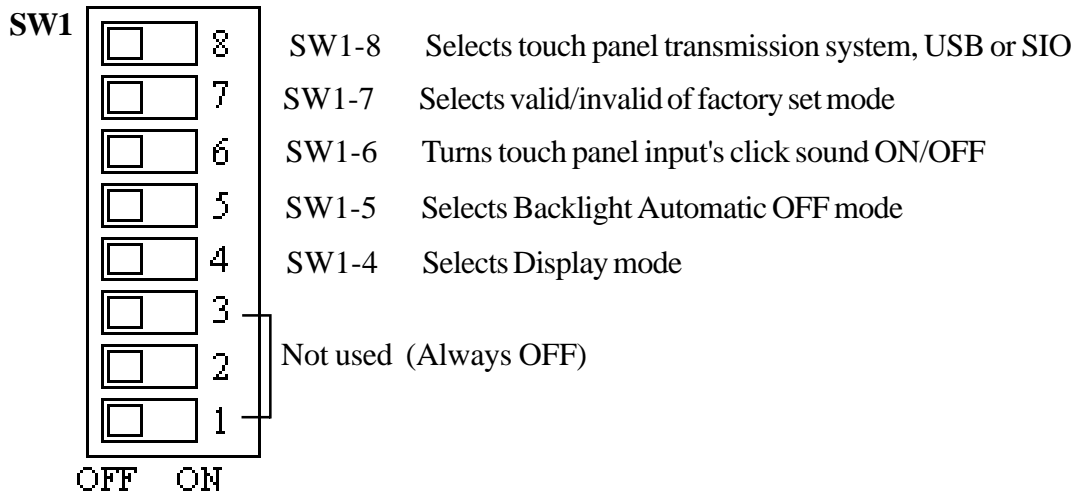 SW1
8 SW1-8 Selects touch panel transmission system, USB or SIO
7 SW1-7 Selects valid/invalid of factory set mode
6 SW1-6 Turns touch panel input's click sound ON/OFF
5 SW1-5 Selects Backlight Automatic OFF mode
4 SW1-4 Selects Display mode
3
2 Not used (Always OFF)
1
OFF ON